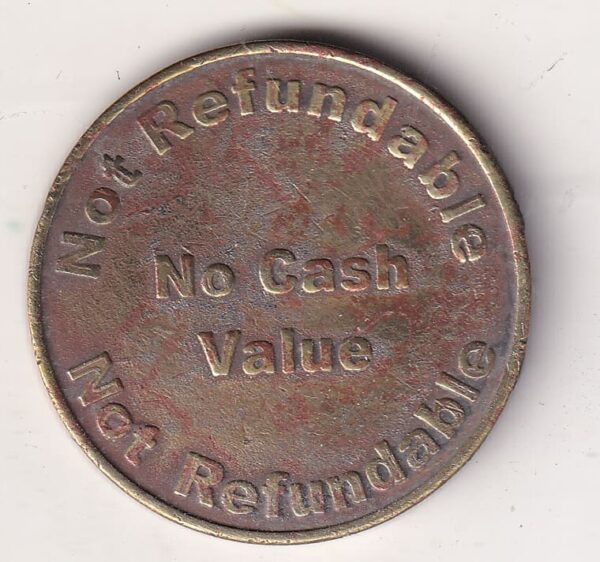 Not Refundable
No Cash
Value
Not Refundable